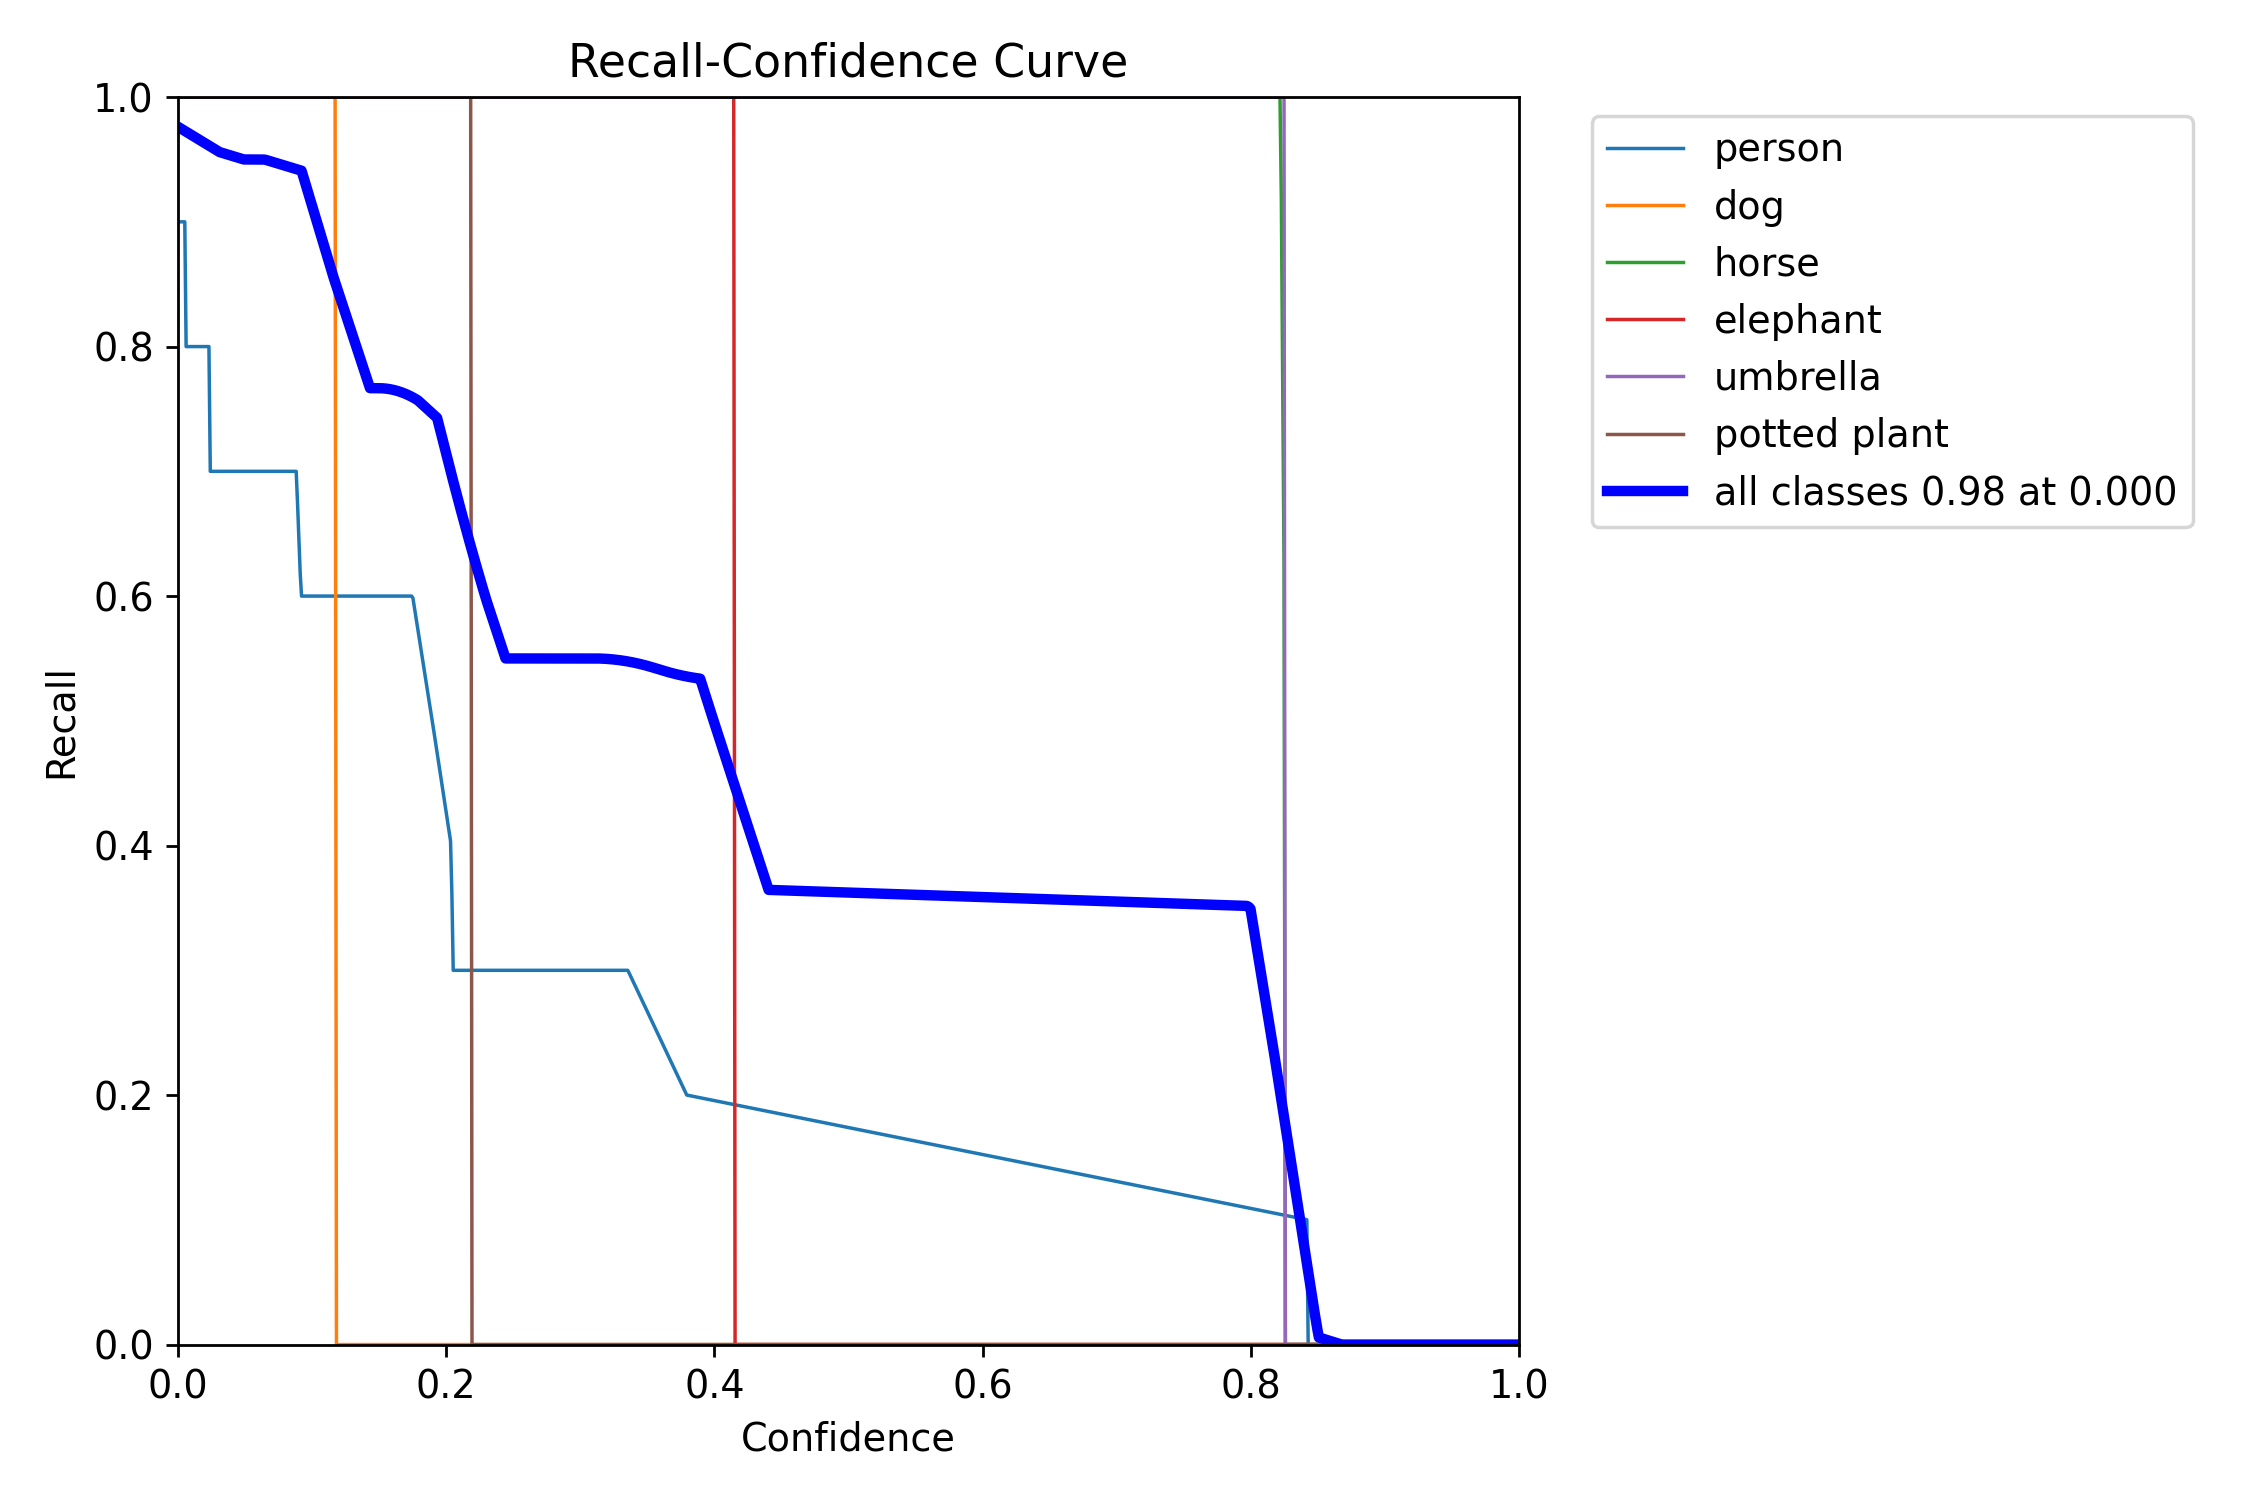 Recall-Confidence Curve
1.0
0.8
0.6
0.4
0.2
0.0
Recall
0.0 0.2 0.4 0.6 0.8 1.0
Confidence
person
dog
horse
elephant
umbrella
potted plant
all classes 0.98 at 0.000